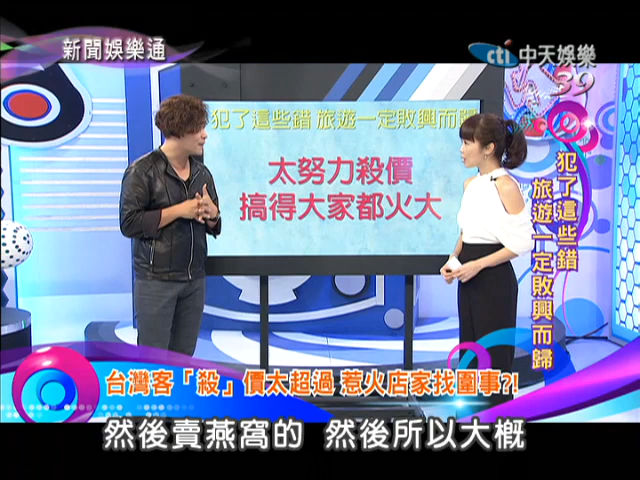 新聞娛樂通
cti 中天娛樂
39
犯了這些錯 旅遊一定敗興而歸
太努力殺價
搞得大家都火大
犯了這些錯
旅遊一定敗興而歸
台灣客「殺」價太超過 惹火店家找圍事?!
然後賣燕窩的 然後所以大概